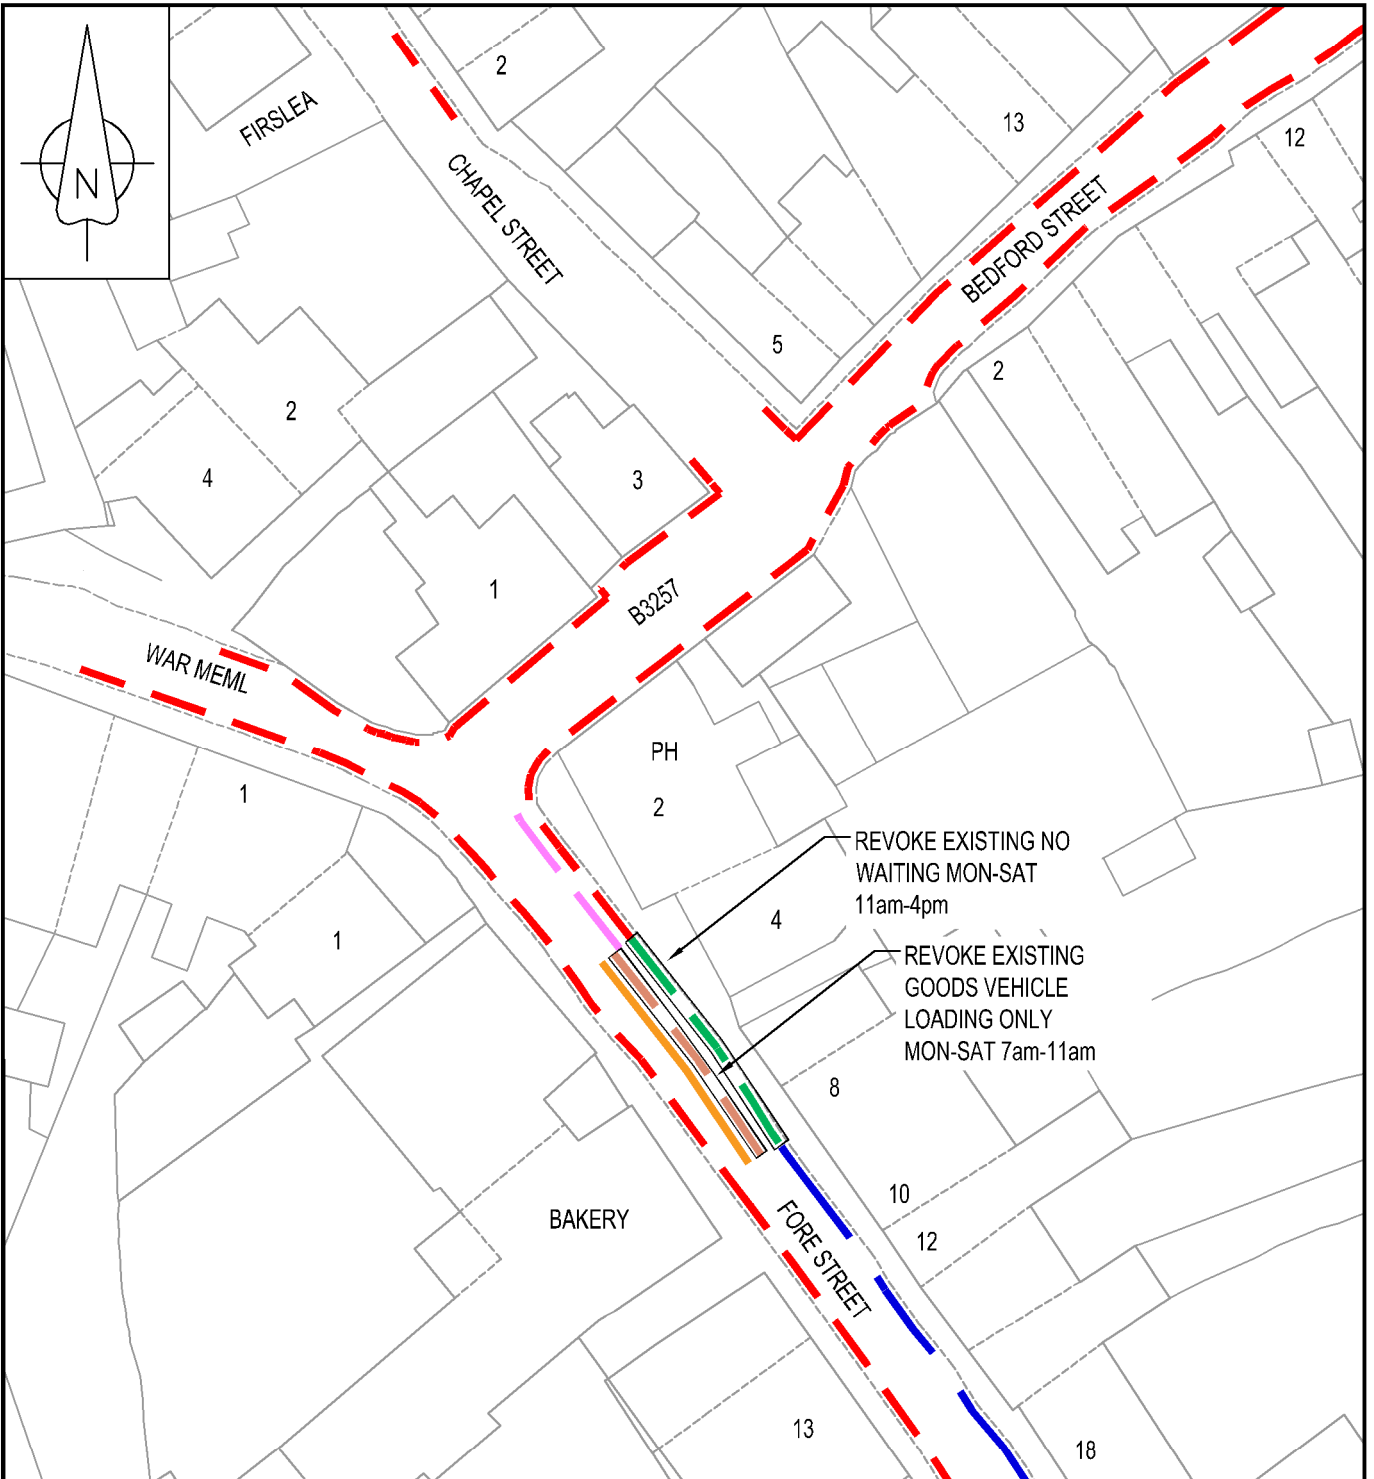 N
FIRSLEA
2
CHAPEL STREET
13
12
BEDFORD STREET
5
2
2
4
3
1
B3257
WAR MEML
PH
2
1
REVOKE EXISTING NO
WAITING MON-SAT
11am-4pm
4
1
REVOKE EXISTING
GOODS VEHICLE
LOADING ONLY
MON-SAT 7am-11am
8
10
BAKERY
12
FORE STREET
13
18